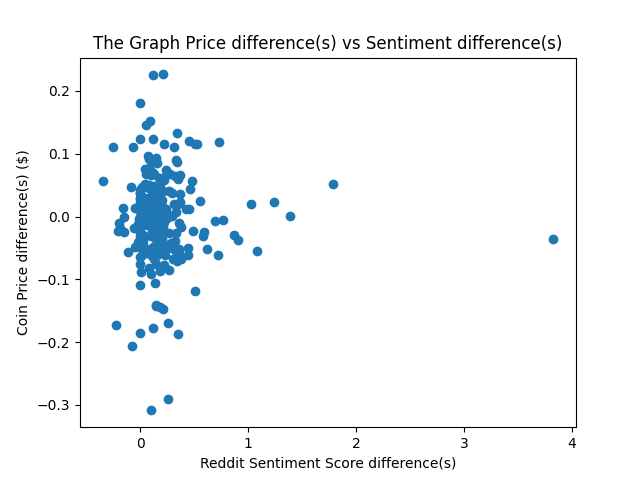 The Graph Price difference(s) vs Sentiment difference(s)
Coin Price difference(s) ($)
0.2
0.1
0.0
−0.1
−0.2
−0.3
0 1 2 3 4
Reddit Sentiment Score difference(s)